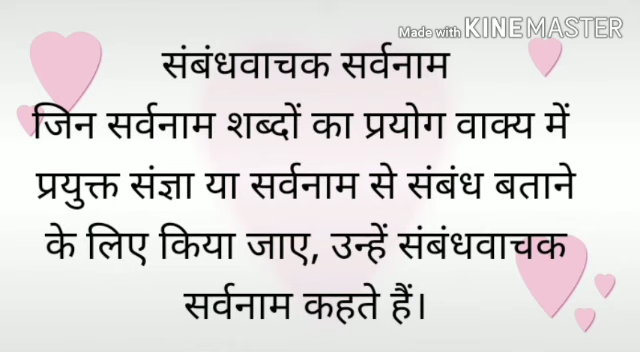 Made with KINEMASTER
संबंधवाचक सर्वनाम
जिन सर्वनाम शब्दों का प्रयोग वाक्य में
प्रयुक्त संज्ञा या सर्वनाम से संबंध बताने
के लिए किया जाए, उन्हें संबंधवाचक
सर्वनाम कहते हैं।